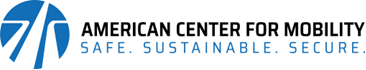 AMERICAN CENTER FOR MOBILITY
SAFE. SUSTAINABLE. SECURE.